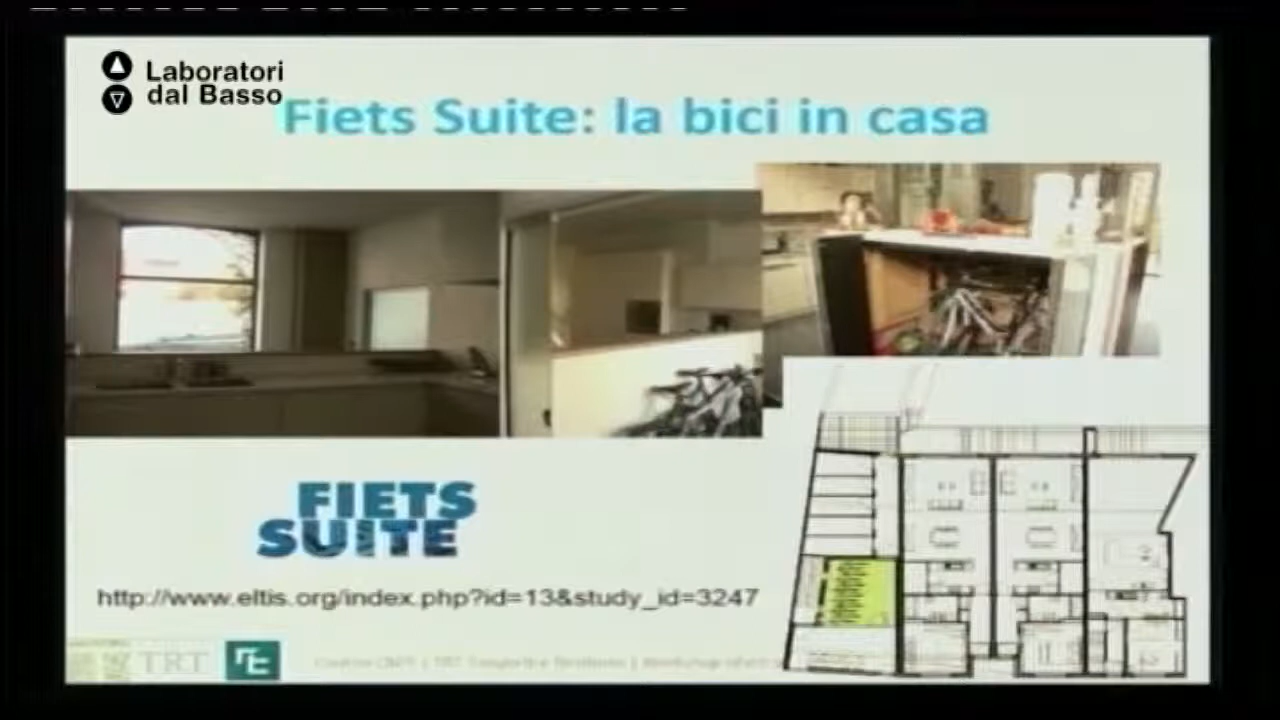 Laboratori
dal Basso
Fiets Suite: la bici in casa
FIETS
SUITE
http://www.eltis.org/index.php?id=13&study_id=3247
TRT